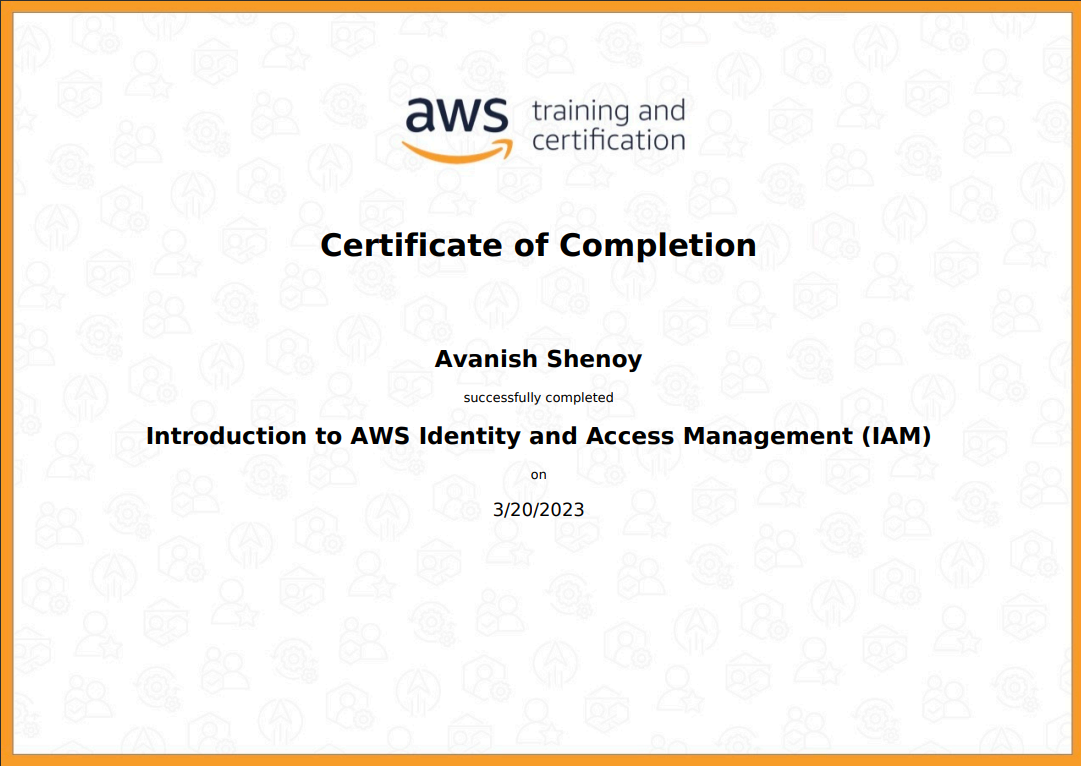 aws training and
certification
Certificate of Completion
Avanish Shenoy
successfully completed
Introduction to AWS Identity and Access Management (IAM)
on
3/20/2023